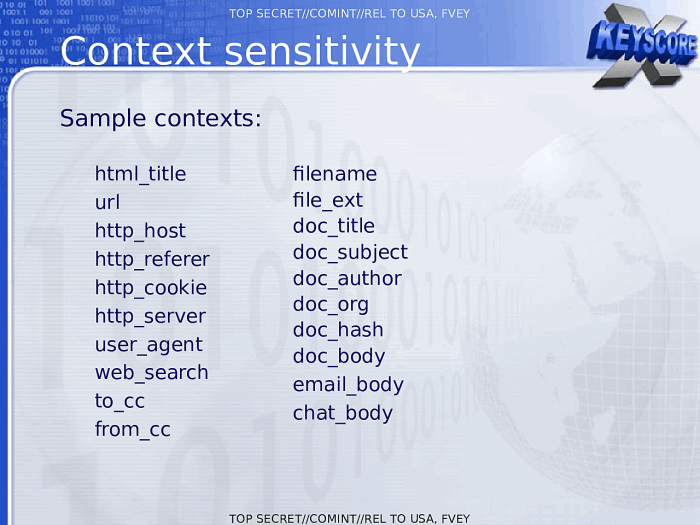 TOP SECRET//COMINT//REL TO USA, FVEY
Context sensitivity
X KEYSCORE
Sample contexts:
html_title
url
http_host
http_referer
http_cookie
http_server
user_agent
web_search
to_cc
from_cc
filename
file_ext
doc_title
doc_subject
doc_author
doc_org
doc_hash
doc_body
email_body
chat_body
TOP SECRET//COMINT//REL TO USA, FVEY